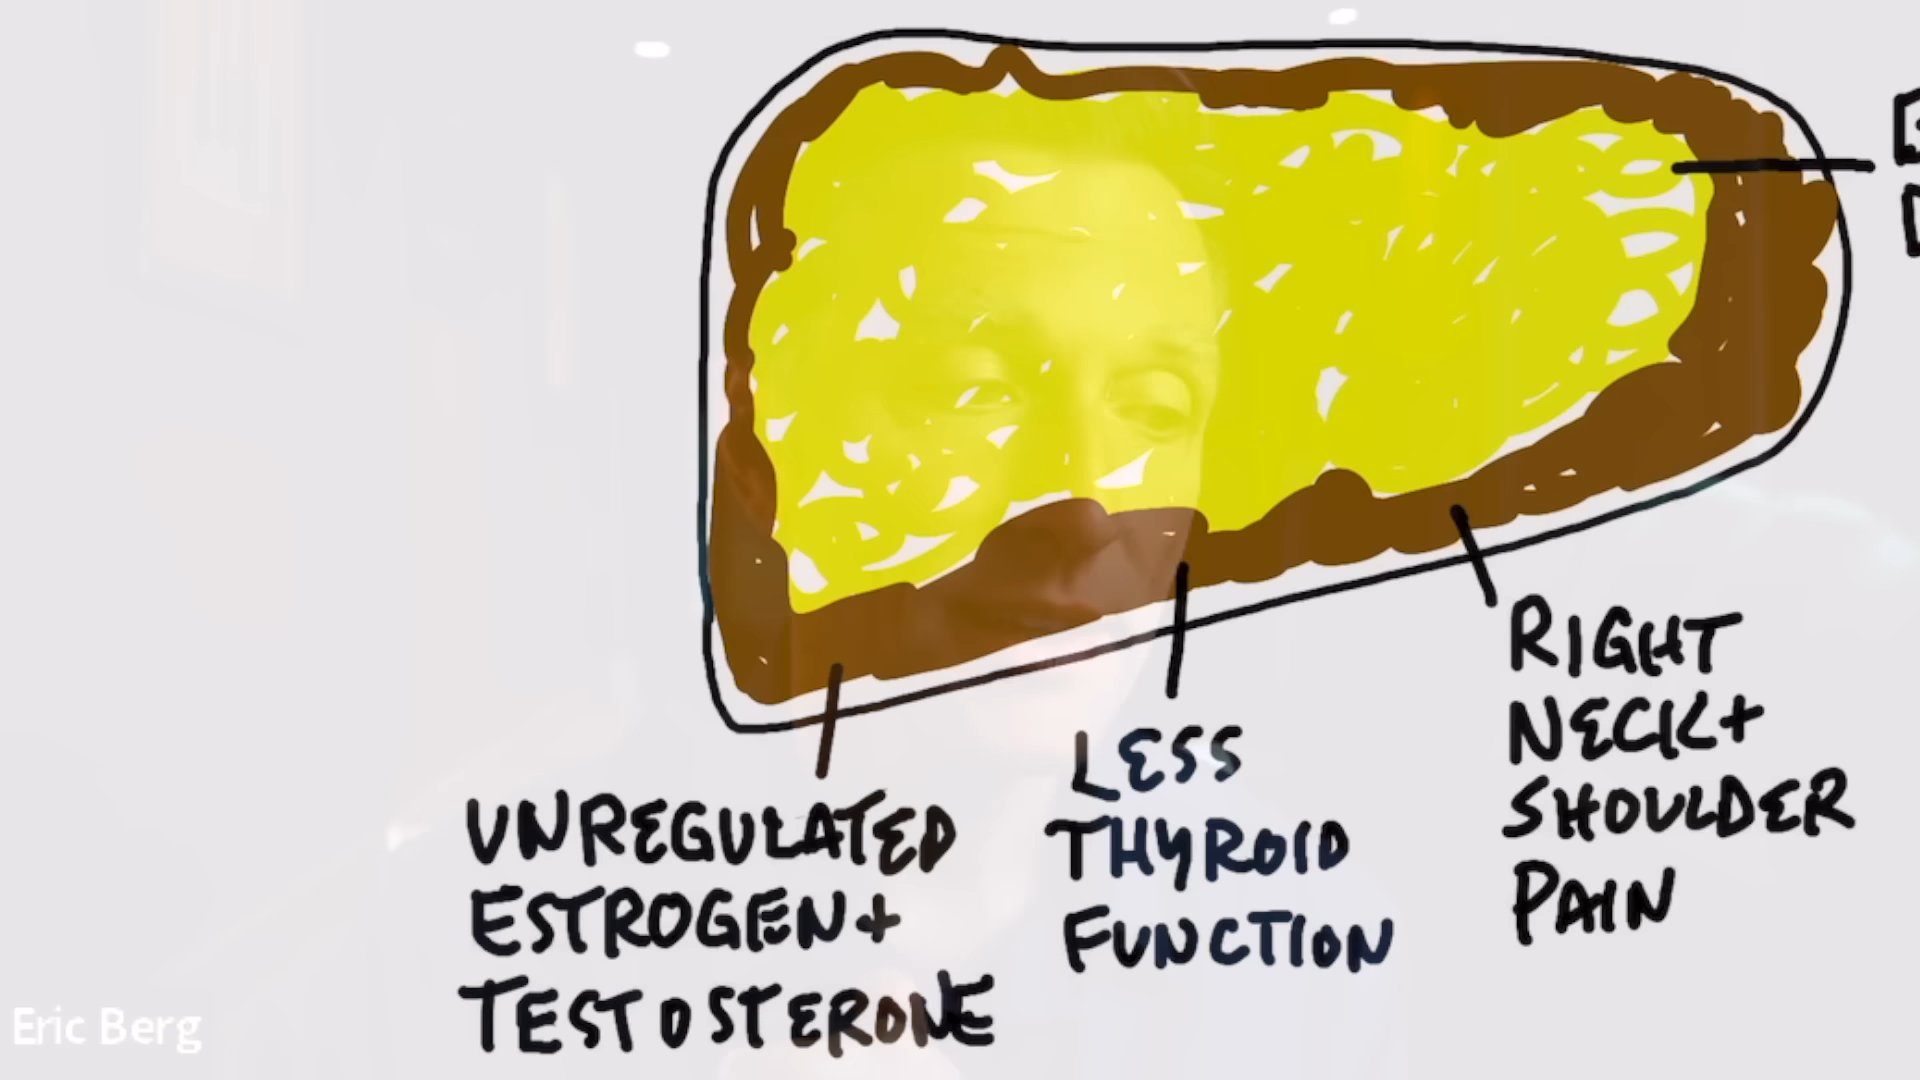 UNREGULATED
ESTROGEN+
TESTOSTERONE
LESS
THYROID
FUNCTION
RIGHT
NECK+
SHOULDER
PAIN
Eric Berg